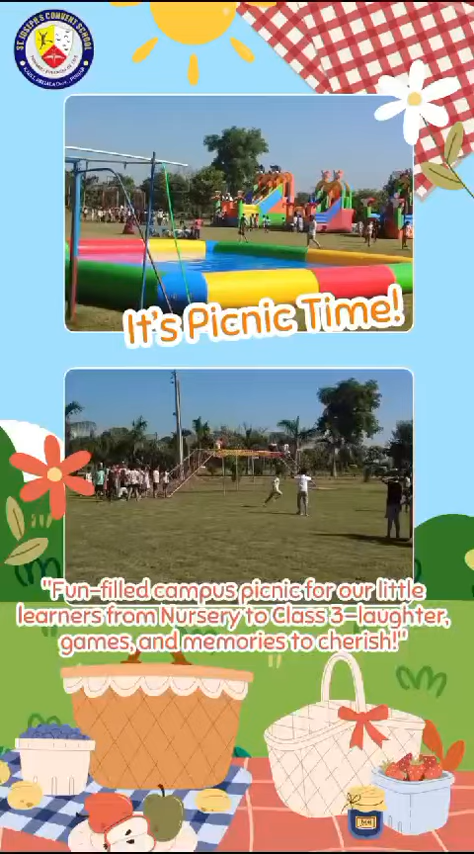 ST. JOSEPH'S CONVENT SCHOOL
It's Picnic Time!
"Fun-filled campus picnic for our little
learners from Nursery to Class 3—laughter,
games, and memories to cherish!"